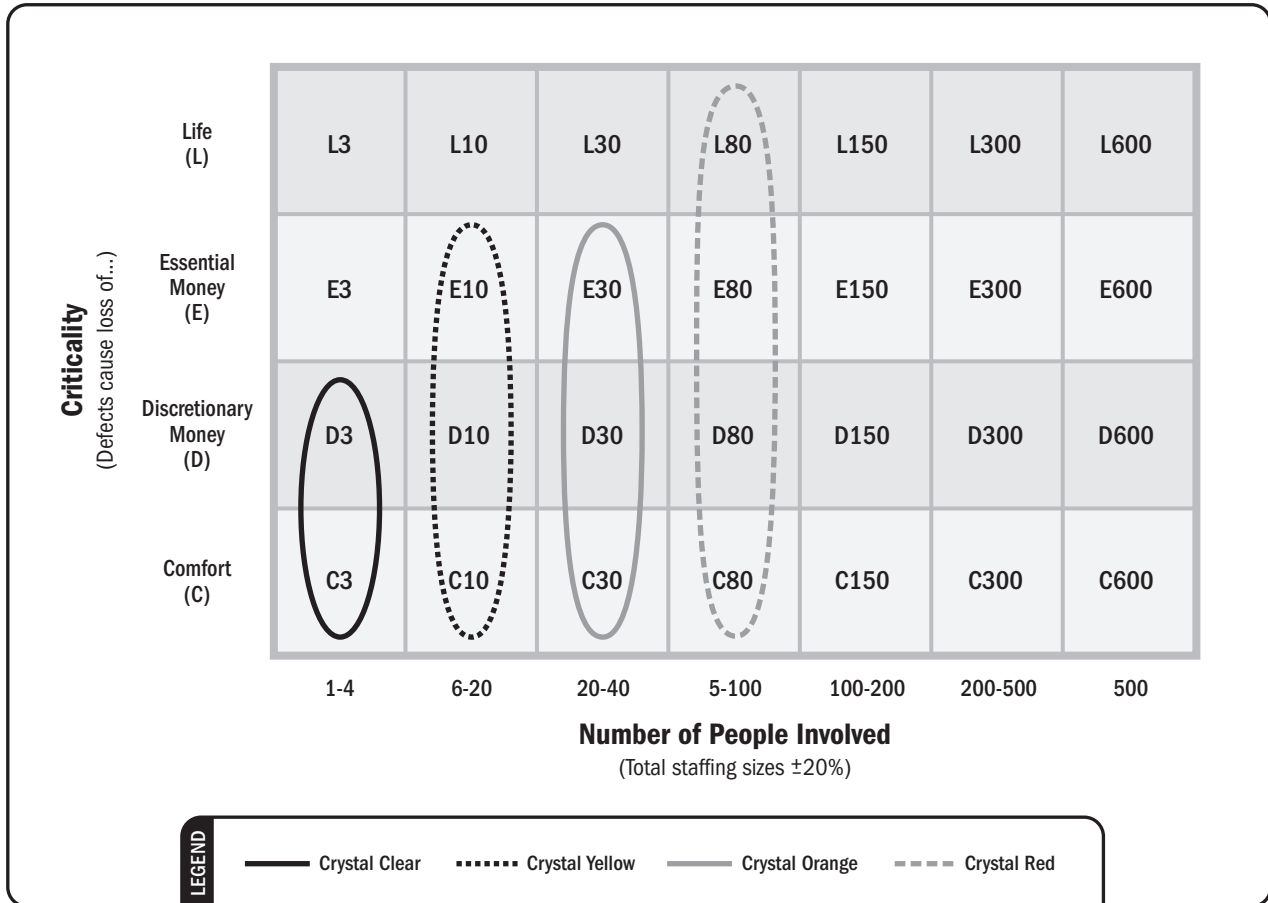 Criticality
(Defects cause loss of...)
Life
(L)
L3 L10 L30 L80 L150 L300 L600
Essential
Money
(E)
E3 E10 E30 E80 E150 E300 E600
Discretionary
Money
(D)
D3 D10 D30 D80 D150 D300 D600
Comfort
(C)
C3 C10 C30 C80 C150 C300 C600
1-4 6-20 20-40 5-100 100-200 200-500 500
Number of People Involved
(Total staffing sizes ±20%)
LEGEND
Crystal Clear Crystal Yellow Crystal Orange Crystal Red